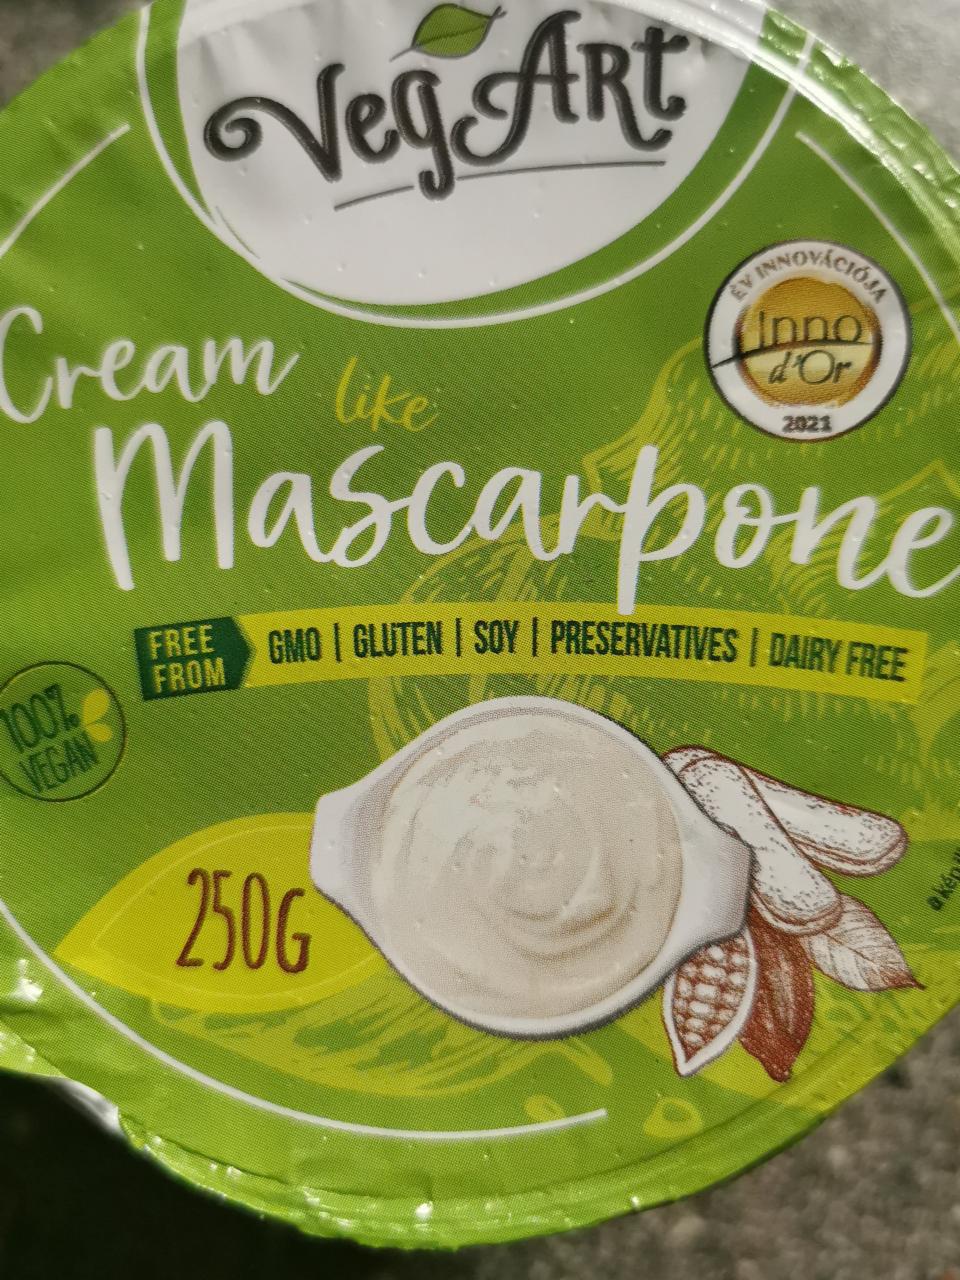 VegArt
ÉV INNOVÁCIÓJA
Inno
d'Or
2021
Cream like
Mascarpone
FREE FROM
GMO | GLUTEN | SOY | PRESERVATIVES | DAIRY FREE
100%
VEGAN
250G